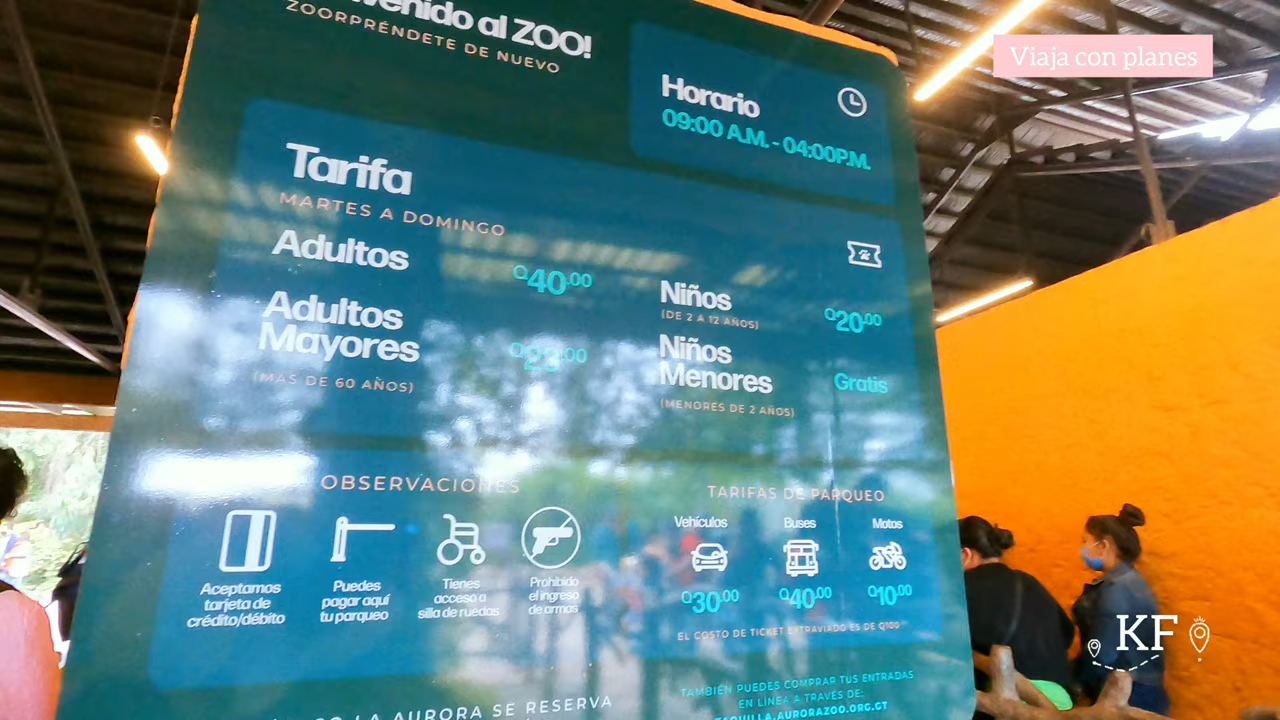 al ZOO!
ZOORPRÉNDETE DE NUEVO
Viaja con planes
Horario
09:00 A.M. - 04:00P.M.
Tarifa
MARTES A DOMINGO
Adultos
Q40.00
Adultos
Mayores
(MÁS DE 60 AÑOS)
Niños
(DE 2 A 12 AÑOS)
Q20.00
Niños
Menores
(MENORES DE 2 AÑOS)
Gratis
OBSERVACIONES
Aceptamos
tarjeta de
crédito/débito
Puedes
pagar aquí
tu parqueo
Tienes
acceso a
silla de ruedas
Prohibido
el ingreso
de armas
TARIFAS DE PARQUEO
Vehículos
Buses
Motos
Q30.00
Q40.00
Q10.00
EL COSTO DE TICKET EXTRAVIADO ES DE Q100
LA AURORA SE RESERVA
TAMBIÉN PUEDES COMPRAR TUS ENTRADAS
EN LÍNEA A TRAVÉS DE:
TAQUILLA.AURORAZOO.ORG.GT
KF